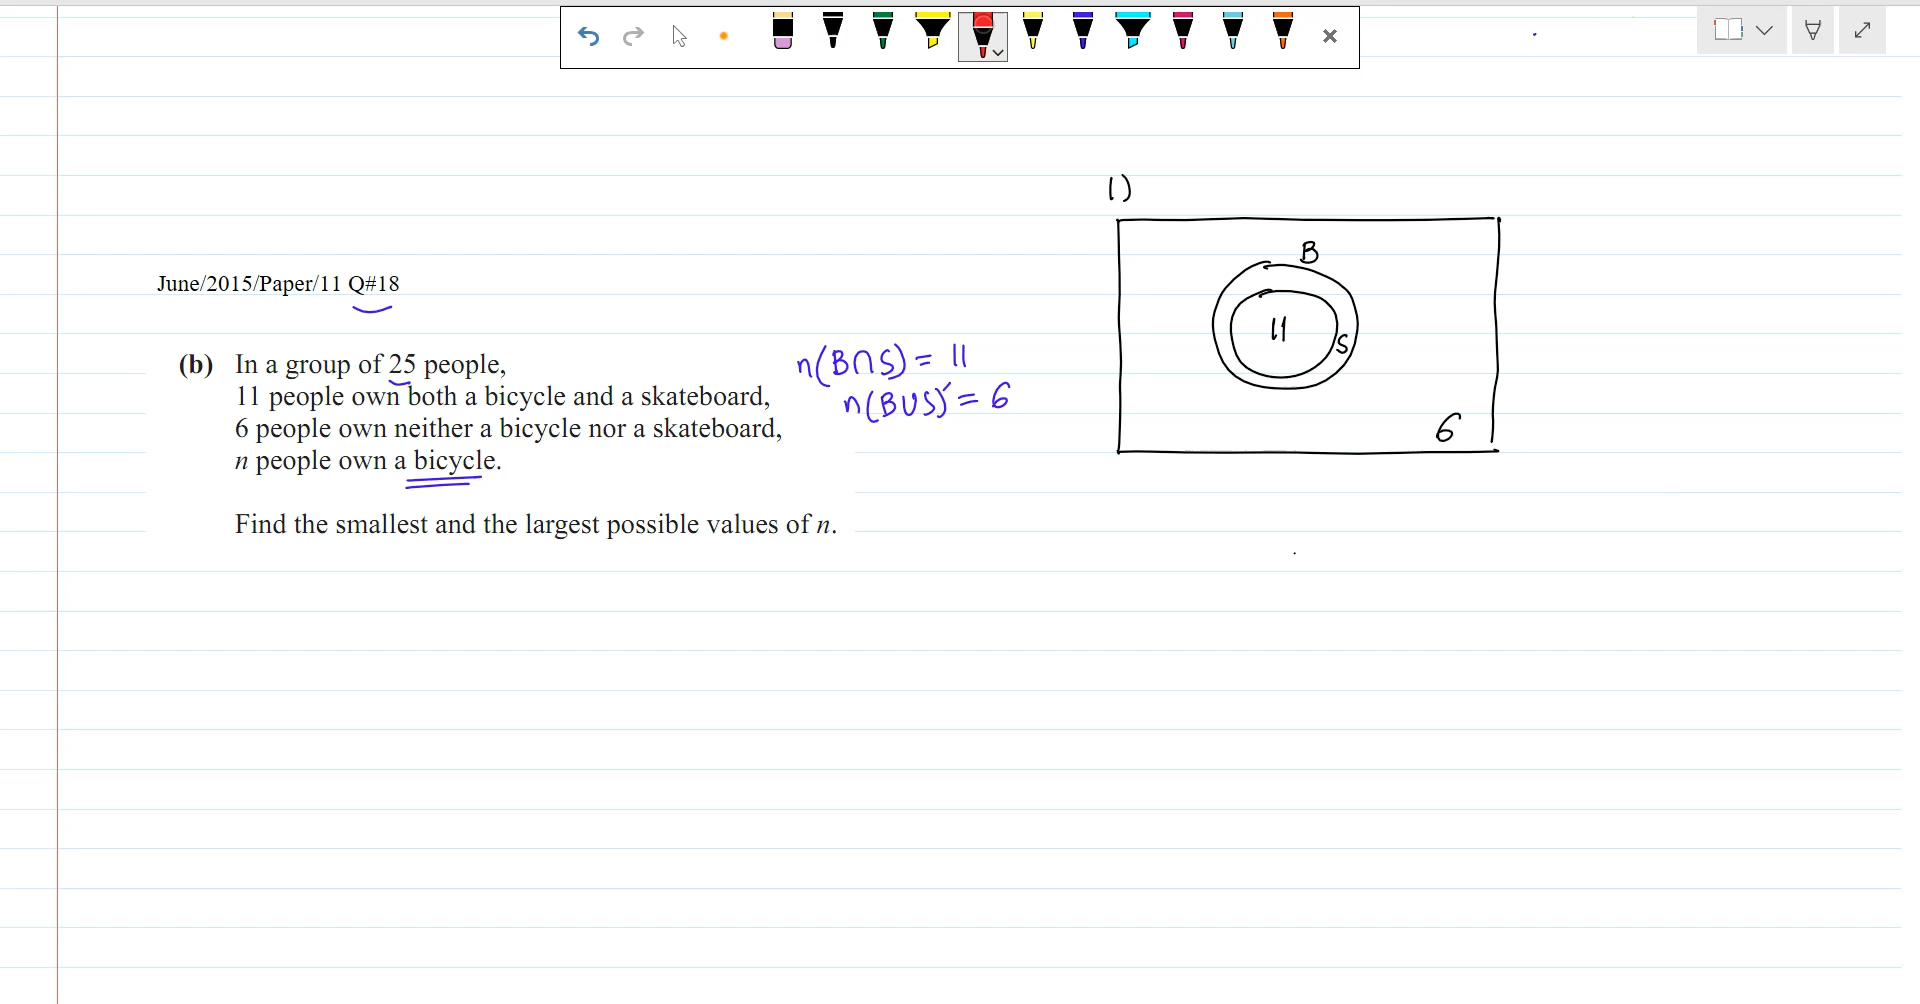 1)
B
June/2015/Paper/11 Q#18
11
S
(b) In a group of 25 people,
n(B∩S) = 11
11 people own both a bicycle and a skateboard,
n(B∪S)′ = 6
6 people own neither a bicycle nor a skateboard,
6
n people own a bicycle.
Find the smallest and the largest possible values of n.